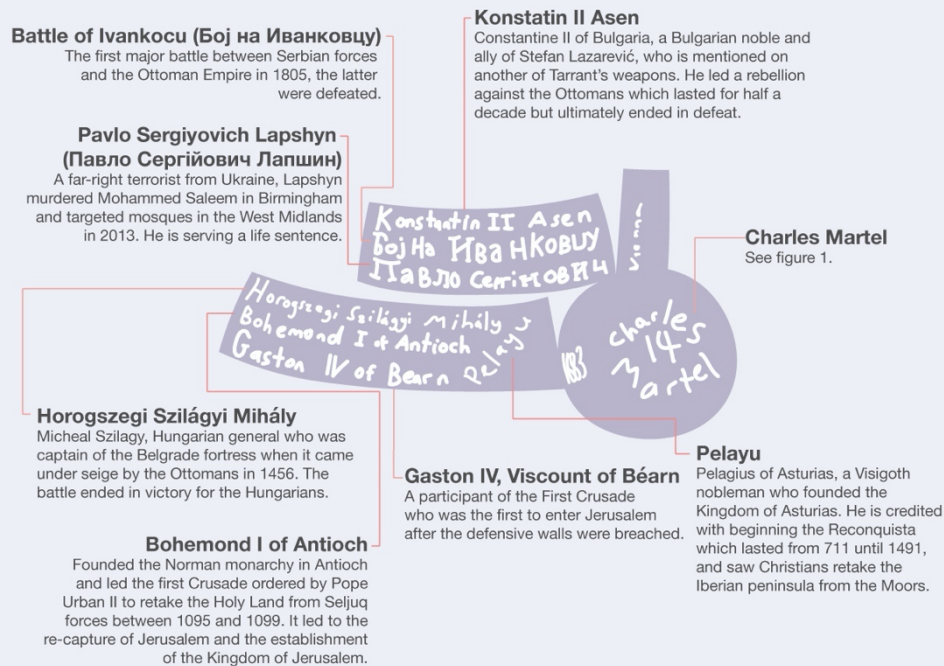 Battle of Ivankocu (Бој на Иванковцу)
The first major battle between Serbian forces
and the Ottoman Empire in 1805, the latter
were defeated.
Konstatin II Asen
Constantine II of Bulgaria, a Bulgarian noble and
ally of Stefan Lazarević, who is mentioned on
another of Tarrant's weapons. He led a rebellion
against the Ottomans which lasted for half a
decade but ultimately ended in defeat.
Pavlo Sergiyovich Lapshyn
(Павло Сергійович Лапшин)
A far-right terrorist from Ukraine, Lapshyn
murdered Mohammed Saleem in Birmingham
and targeted mosques in the West Midlands
in 2013. He is serving a life sentence.
Konstantin II Asen
Бој На Иванковцу
Павло Сергійович
Vienna
Charles Martel
See figure 1.
Horogszegi Szilágyi Mihály
Bohemond I of Antioch
Gaston IV of Bearn
Pelayu
1683
Charles
14
Martel
Horogszegi Szilágyi Mihály
Micheal Szilagy, Hungarian general who was
captain of the Belgrade fortress when it came
under seige by the Ottomans in 1456. The
battle ended in victory for the Hungarians.
Gaston IV, Viscount of Béarn
A participant of the First Crusade
who was the first to enter Jerusalem
after the defensive walls were breached.
Pelayu
Pelagius of Asturias, a Visigoth
nobleman who founded the
Kingdom of Asturias. He is credited
with beginning the Reconquista
which lasted from 711 until 1491,
and saw Christians retake the
Iberian peninsula from the Moors.
Bohemond I of Antioch
Founded the Norman monarchy in Antioch
and led the first Crusade ordered by Pope
Urban II to retake the Holy Land from Seljuq
forces between 1095 and 1099. It led to the
re-capture of Jerusalem and the establishment
of the Kingdom of Jerusalem.